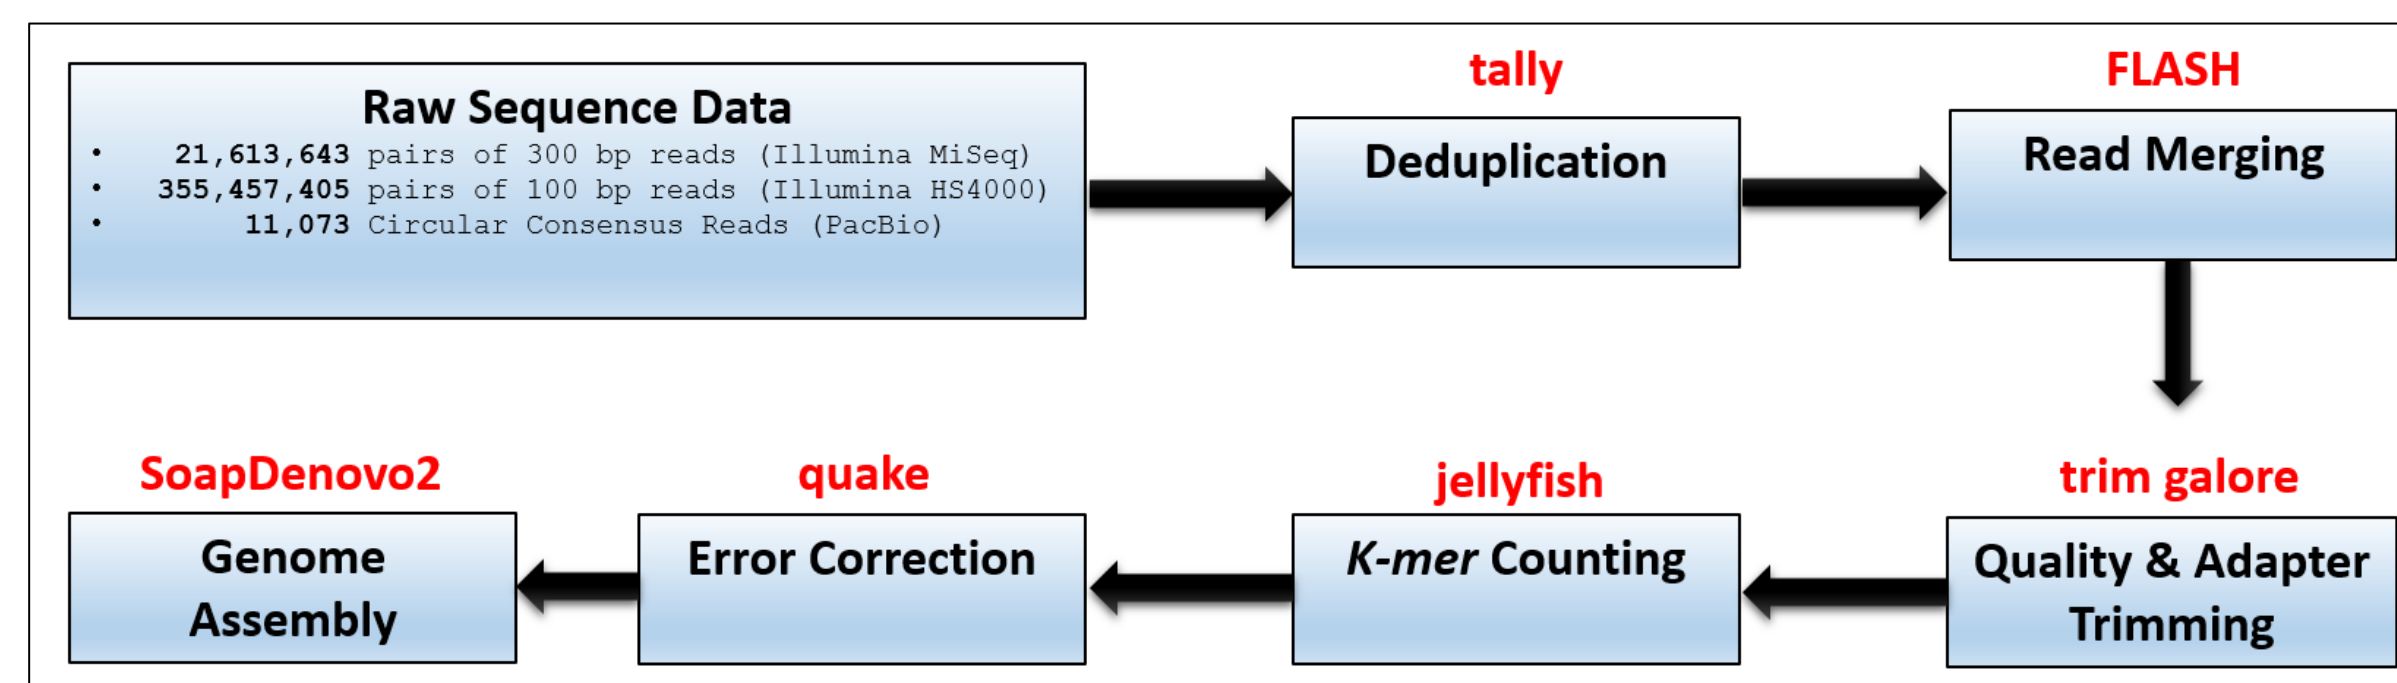 Raw Sequence Data
• 21,613,643 pairs of 300 bp reads (Illumina MiSeq)
• 355,457,405 pairs of 100 bp reads (Illumina HS4000)
• 11,073 Circular Consensus Reads (PacBio)
tally
Deduplication
FLASH
Read Merging
trim galore
Quality & Adapter
Trimming
jellyfish
K-mer Counting
quake
Error Correction
SoapDenovo2
Genome
Assembly